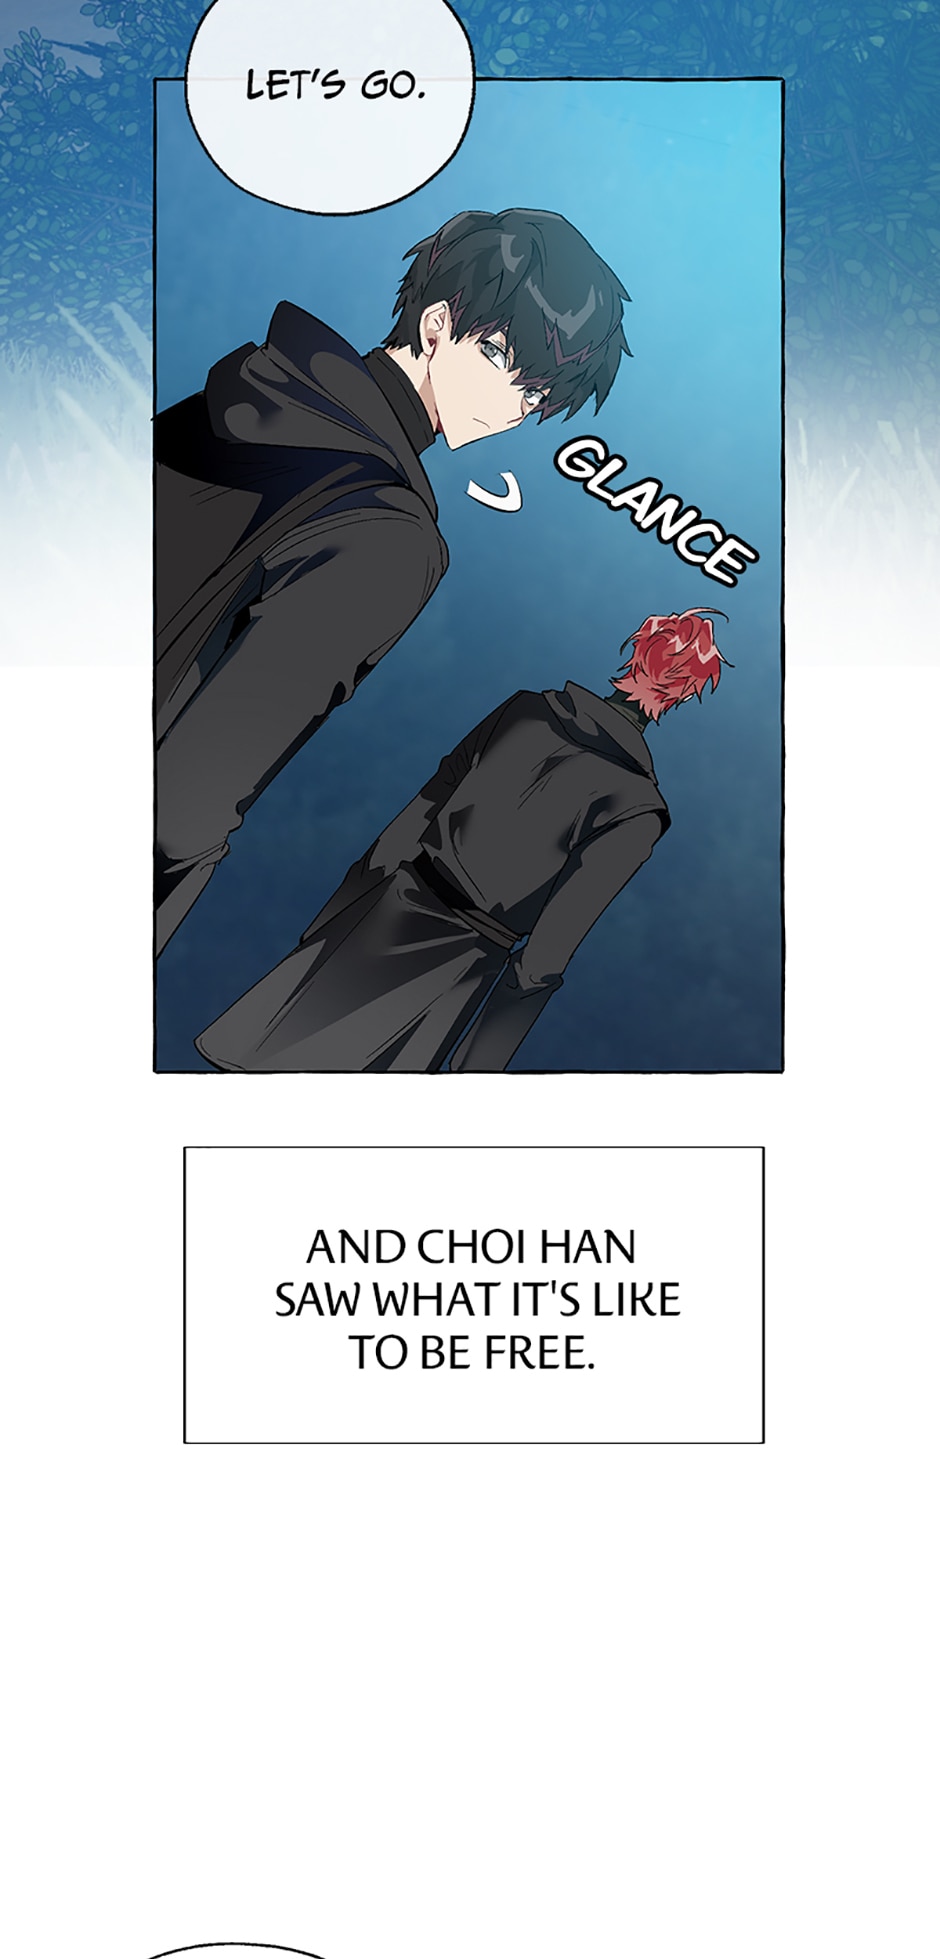 LET'S GO.
GLANCE
AND CHOI HAN
SAW WHAT IT'S LIKE
TO BE FREE.